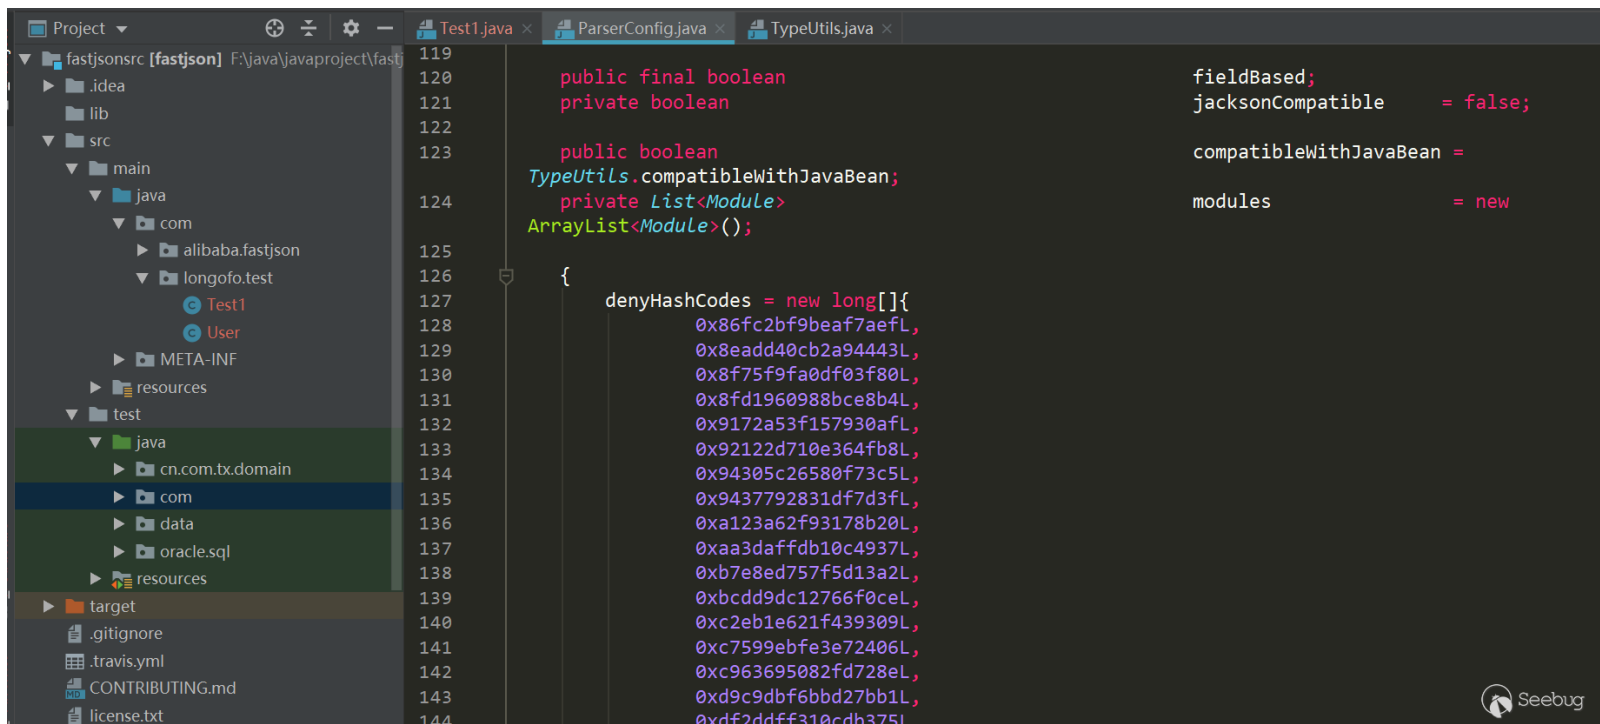 Project
Test1.java
ParserConfig.java
TypeUtils.java
fastjsonsrc [fastjson] F:\java\javaproject\fastj
.idea
lib
src
main
java
com
alibaba.fastjson
longofo.test
Test1
User
META-INF
resources
test
java
cn.com.tx.domain
com
data
oracle.sql
resources
target
.gitignore
.travis.yml
CONTRIBUTING.md
license.txt
119
120 public final boolean fieldBased;
121 private boolean jacksonCompatible = false;
122
123 public boolean compatibleWithJavaBean =
TypeUtils.compatibleWithJavaBean;
124 private List<Module> modules = new
ArrayList<Module>();
125
126 {
127 denyHashCodes = new long[]{
128 0x86fc2bf9beaf7aefL,
129 0x8eadd40cb2a94443L,
130 0x8f75f9fa0df03f80L,
131 0x8fd1960988bce8b4L,
132 0x9172a53f157930afL,
133 0x92122d710e364fb8L,
134 0x94305c26580f73c5L,
135 0x9437792831df7d3fL,
136 0xa123a62f93178b20L,
137 0xaa3daffdb10c4937L,
138 0xb7e8ed757f5d13a2L,
139 0xbcdd9dc12766f0ceL,
140 0xc2eb1e621f439309L,
141 0xc7599ebfe3e72406L,
142 0xc963695082fd728eL,
143 0xd9c9dbf6bbd27bb1L,
144 0xdf2ddff310cdb375L,
Seebug